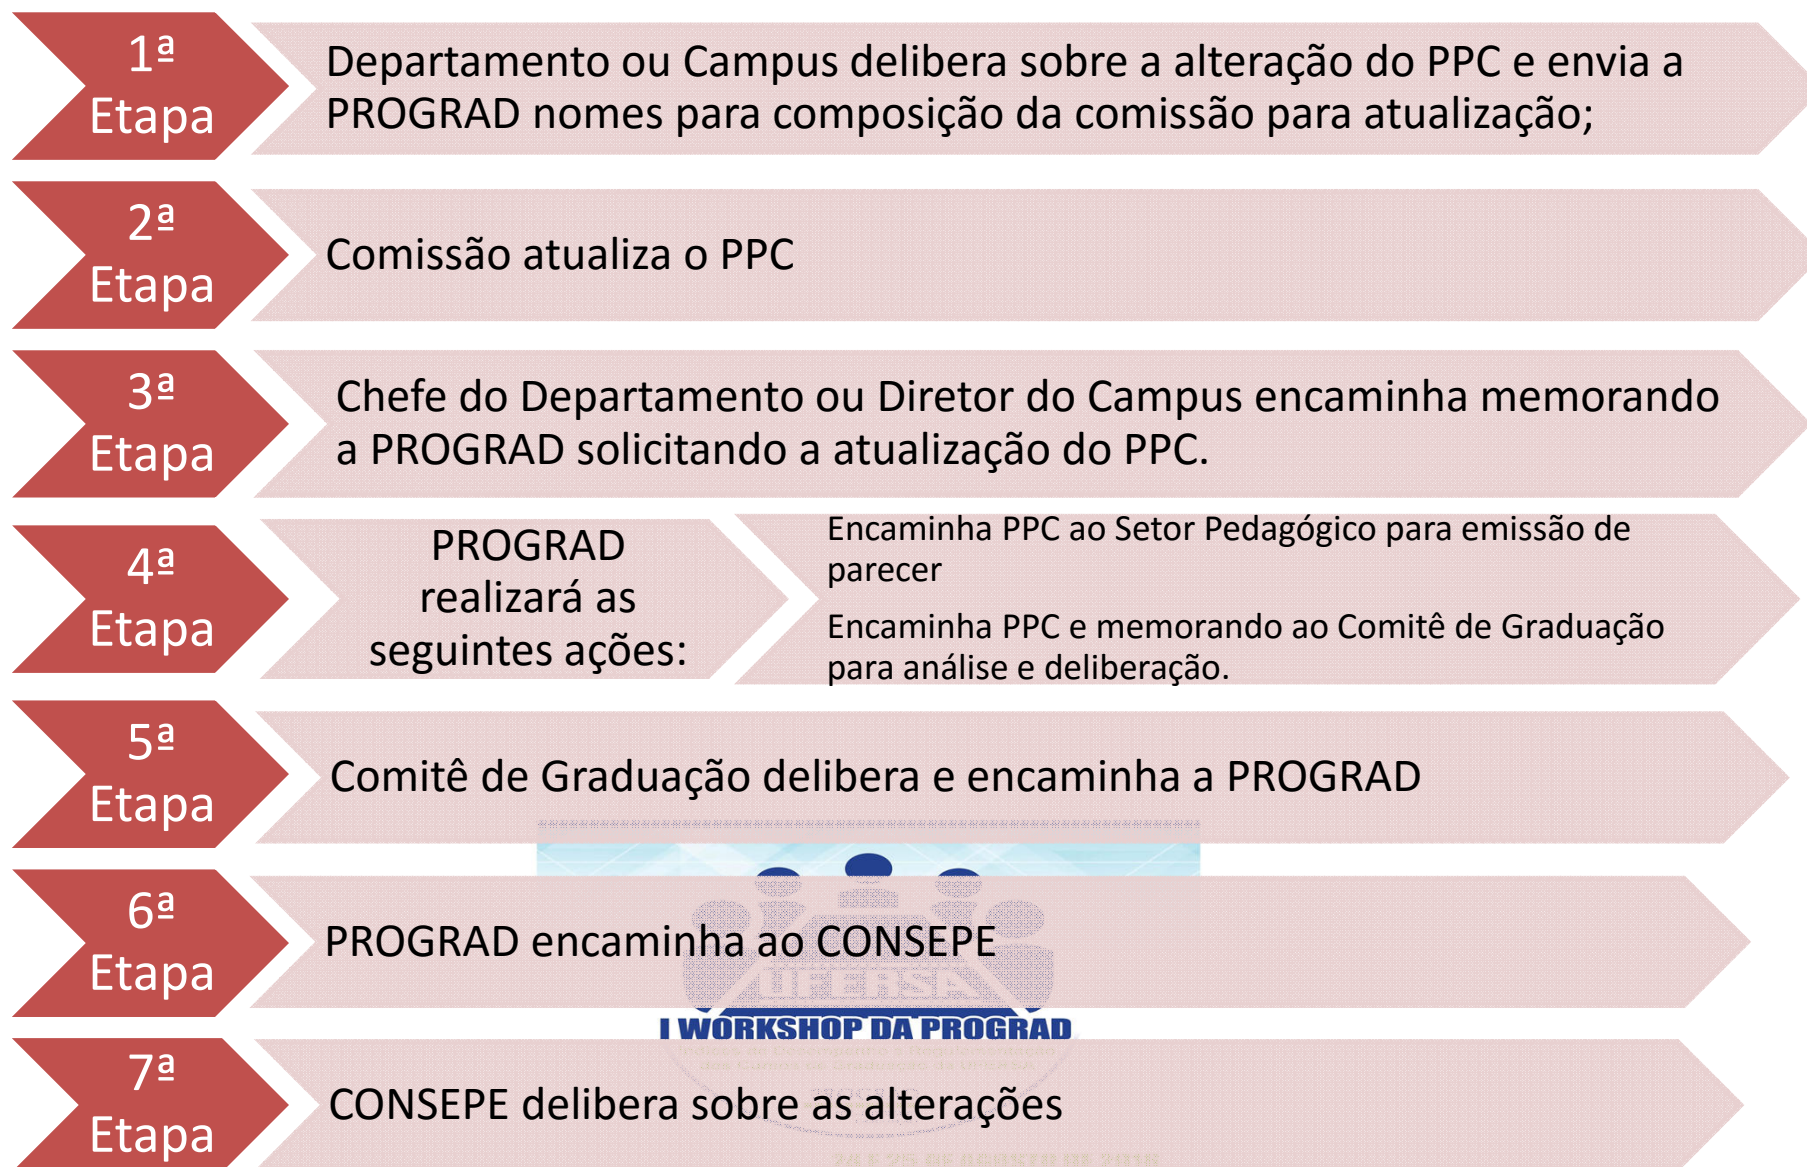 1ª
Etapa
Departamento ou Campus delibera sobre a alteração do PPC e envia a
PROGRAD nomes para composição da comissão para atualização;
2ª
Etapa
Comissão atualiza o PPC
3ª
Etapa
Chefe do Departamento ou Diretor do Campus encaminha memorando
a PROGRAD solicitando a atualização do PPC.
4ª
Etapa
PROGRAD
realizará as
seguintes ações:
Encaminha PPC ao Setor Pedagógico para emissão de
parecer
Encaminha PPC e memorando ao Comitê de Graduação
para análise e deliberação.
5ª
Etapa
Comitê de Graduação delibera e encaminha a PROGRAD
6ª
Etapa
PROGRAD encaminha ao CONSEPE
UFERSA
I WORKSHOP DA PROGRAD
7ª
Etapa
CONSEPE delibera sobre as alterações